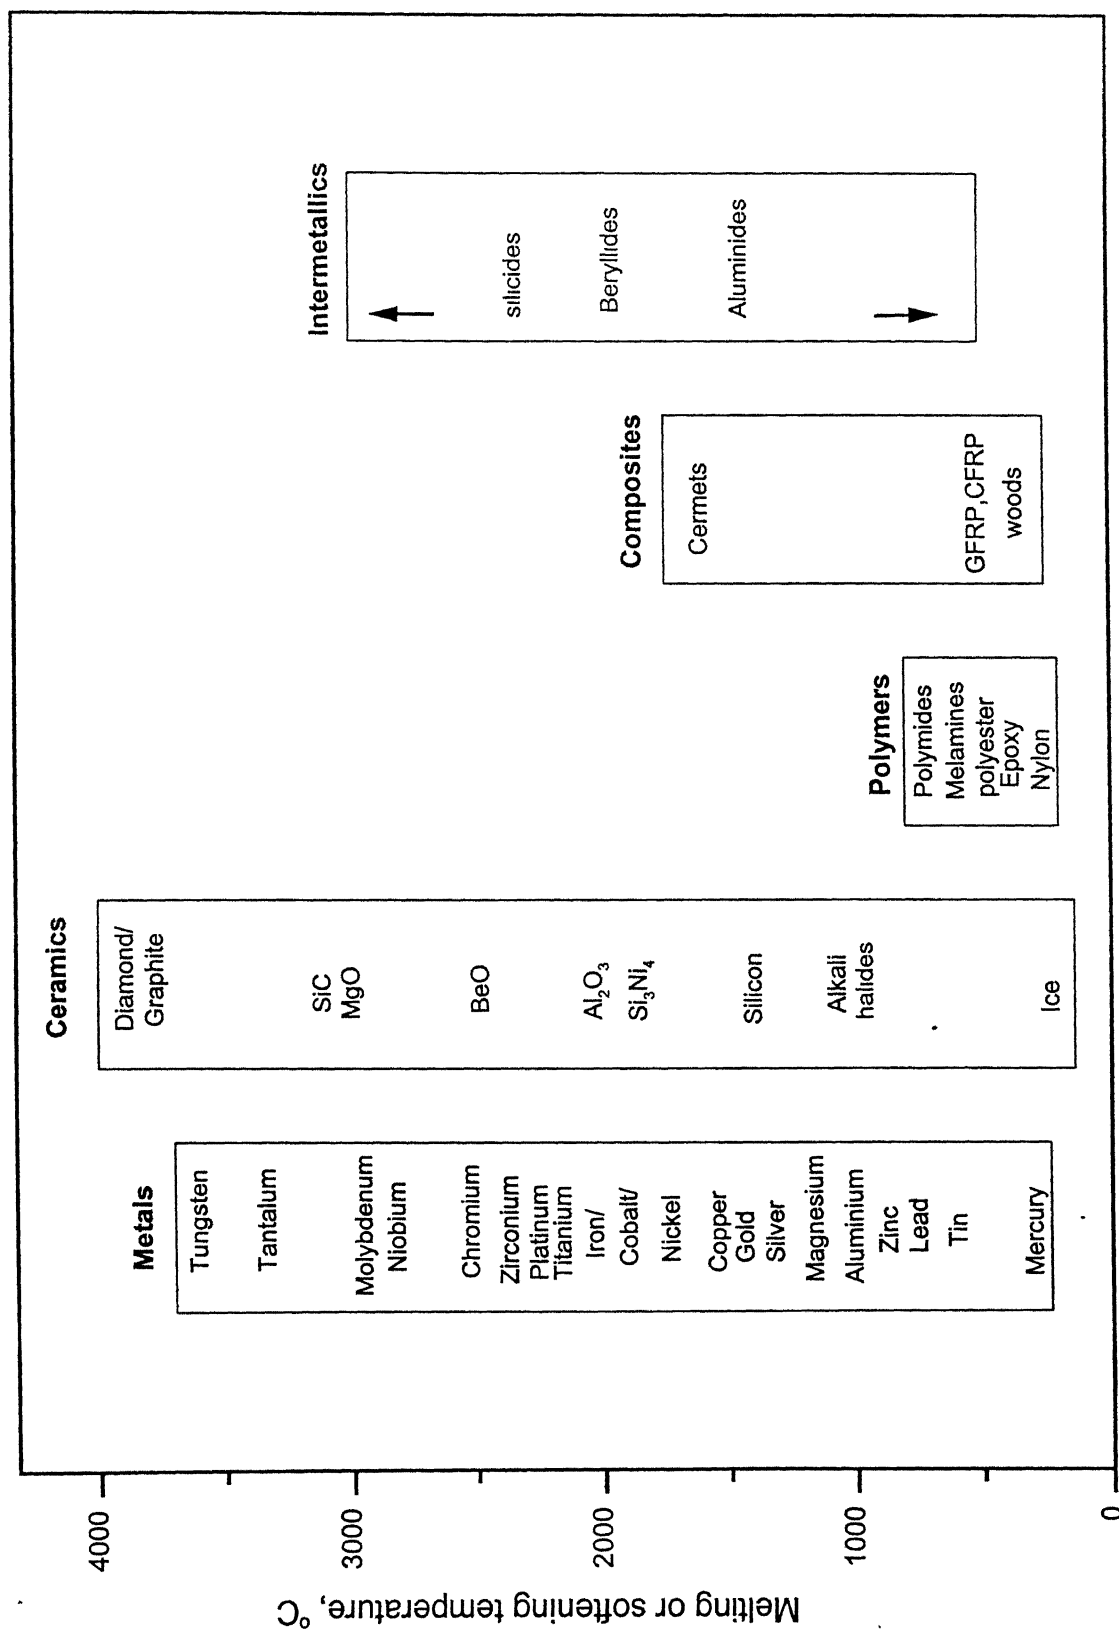 Melting or softening temperature, °C
4000
3000
2000
1000
0
Metals
Tungsten
Tantalum
Molybdenum
Niobium
Chromium
Zirconium
Platinum
Titanium
Iron/
Cobalt/
Nickel
Copper
Gold
Silver
Magnesium
Aluminium
Zinc
Lead
Tin
Mercury
Ceramics
Diamond/
Graphite
SiC
MgO
BeO
Al₂O₃
Si₃Ni₄
Silicon
Alkali
halides
Ice
Polymers
Polymides
Melamines
polyester
Epoxy
Nylon
Composites
Cermets
GFRP,CFRP
woods
Intermetallics
silicides
Beryllides
Aluminides